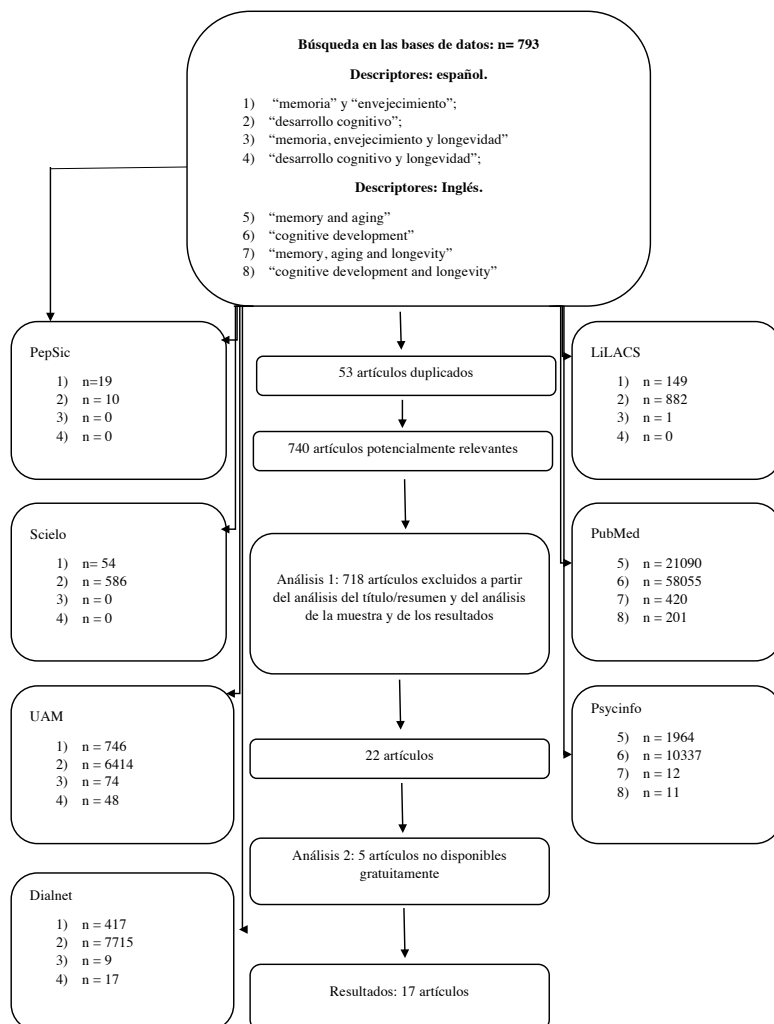 Búsqueda en las bases de datos: n= 793
Descriptores: español.
1) “memoria” y “envejecimiento”;
2) “desarrollo cognitivo”;
3) “memoria, envejecimiento y longevidad”
4) “desarrollo cognitivo y longevidad”;
Descriptores: Inglés.
5) “memory and aging”
6) “cognitive development”
7) “memory, aging and longevity”
8) “cognitive development and longevity”
PepSic
1) n=19
2) n = 10
3) n = 0
4) n = 0
Scielo
1) n= 54
2) n = 586
3) n = 0
4) n = 0
UAM
1) n = 746
2) n = 6414
3) n = 74
4) n = 48
Dialnet
1) n = 417
2) n = 7715
3) n = 9
4) n = 17
53 artículos duplicados
740 artículos potencialmente relevantes
Análisis 1: 718 artículos excluidos a partir
del análisis del título/resumen y del análisis
de la muestra y de los resultados
22 artículos
Análisis 2: 5 artículos no disponibles
gratuitamente
Resultados: 17 artículos
LiLACS
1) n = 149
2) n = 882
3) n = 1
4) n = 0
PubMed
5) n = 21090
6) n = 58055
7) n = 420
8) n = 201
Psycinfo
5) n = 1964
6) n = 10337
7) n = 12
8) n = 11